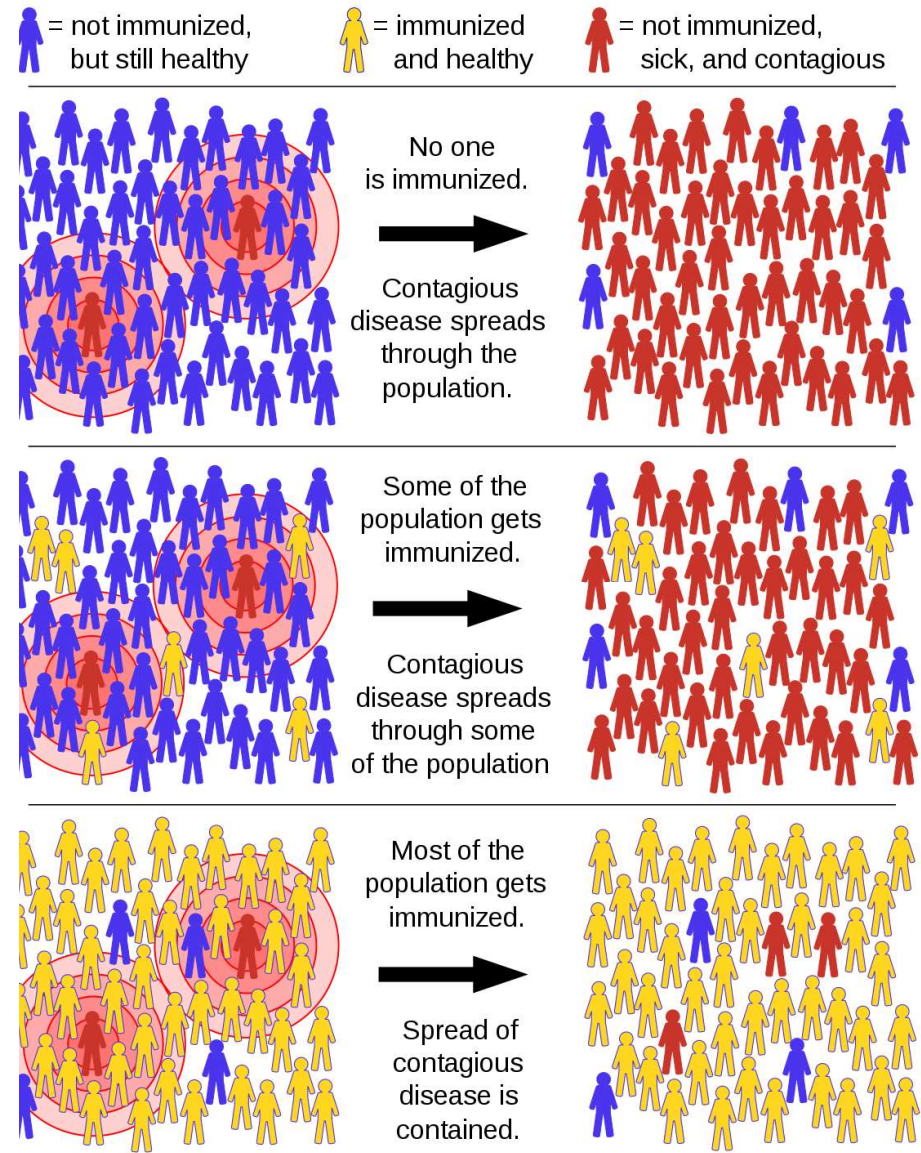 = not immunized,
but still healthy
= immunized
and healthy
= not immunized,
sick, and contagious
No one
is immunized.
Contagious
disease spreads
through the
population.
Some of the
population gets
immunized.
Contagious
disease spreads
through some
of the population
Most of the
population gets
immunized.
Spread of
contagious
disease is
contained.